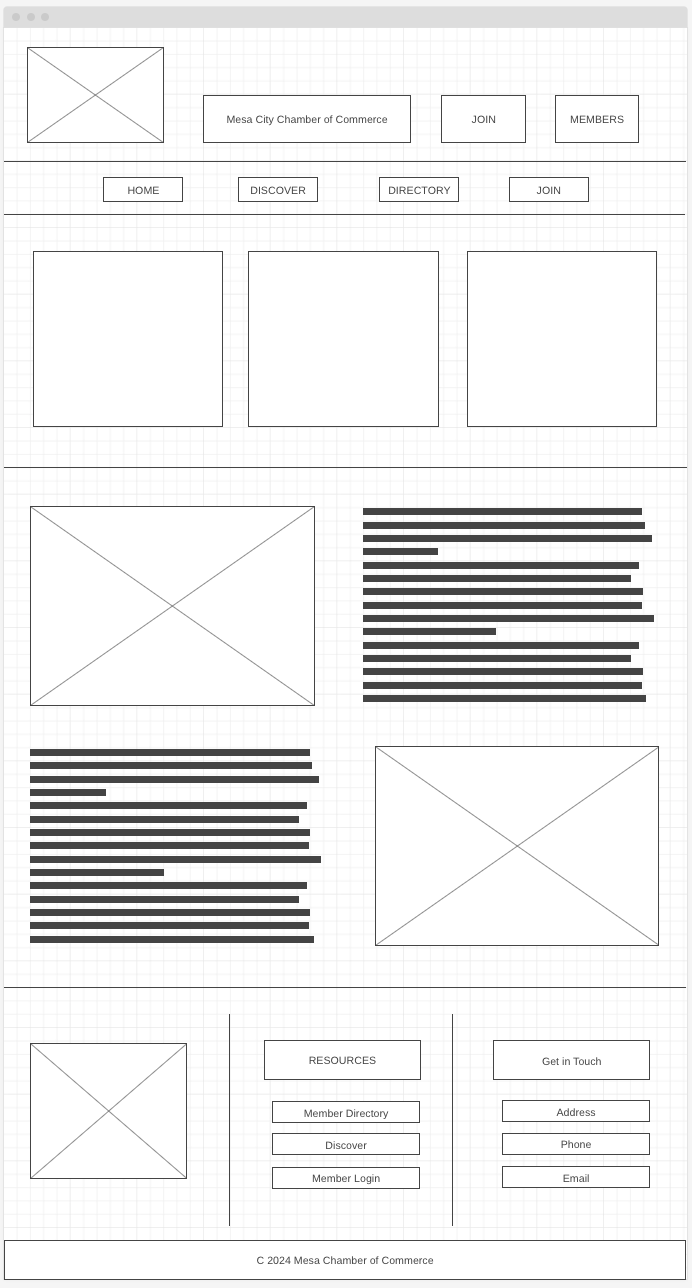 Mesa City Chamber of Commerce
JOIN
MEMBERS
HOME
DISCOVER
DIRECTORY
JOIN
RESOURCES
Member Directory
Discover
Member Login
Get in Touch
Address
Phone
Email
C 2024 Mesa Chamber of Commerce